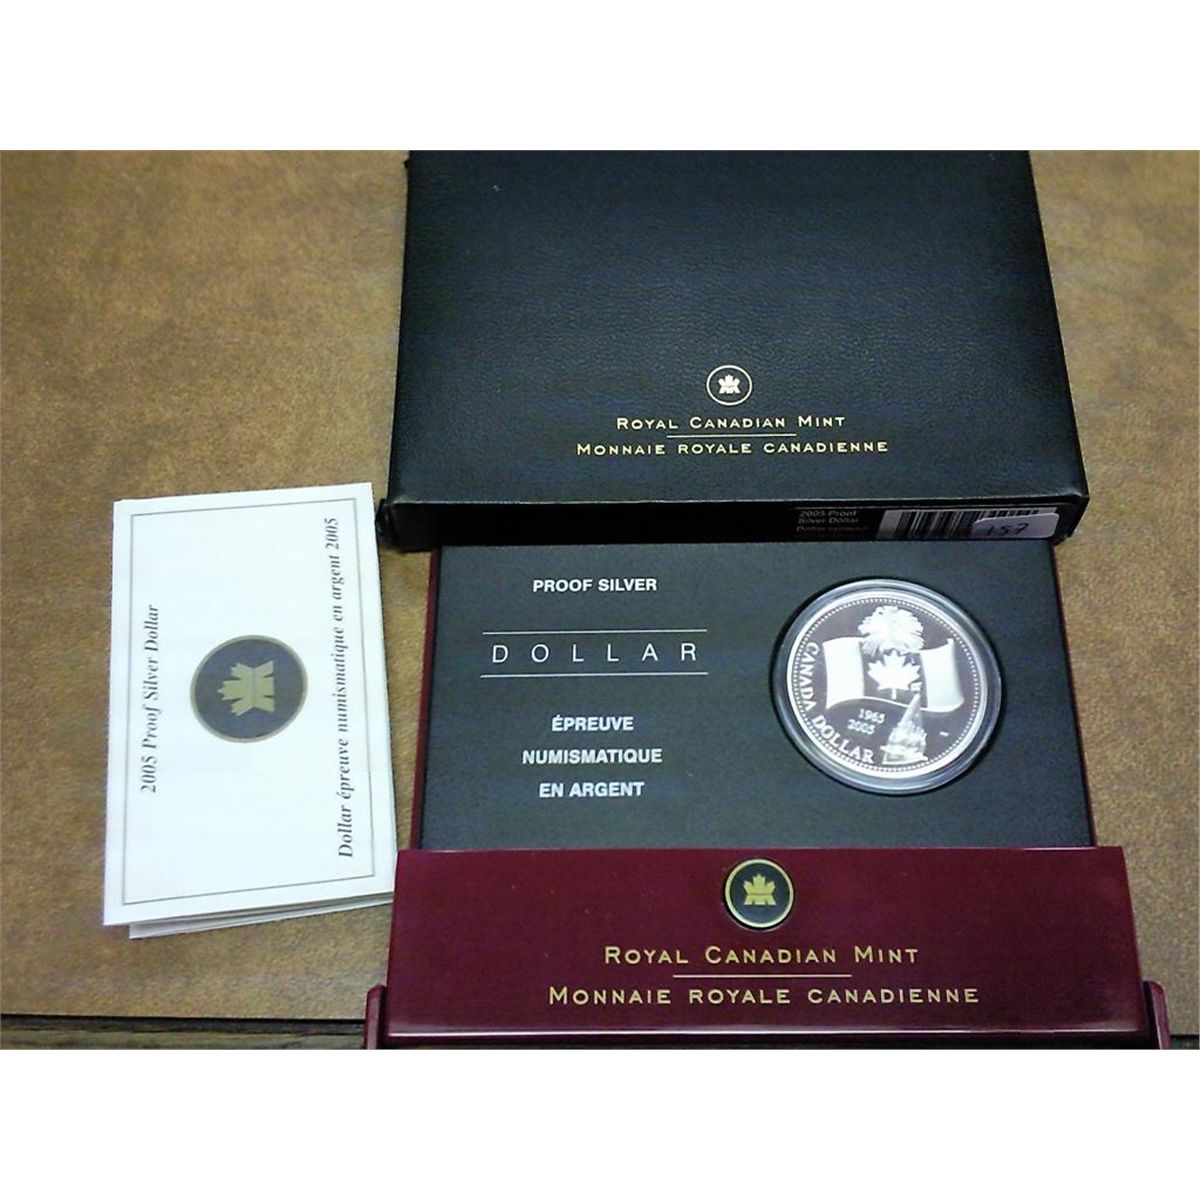 ROYAL CANADIAN MINT
MONNAIE ROYALE CANADIENNE
2005 Proof
Silver Dollar
157
PROOF SILVER
DOLLAR
ÉPREUVE
NUMISMATIQUE
EN ARGENT
CANADA DOLLAR
1965
2005
2005 Proof Silver Dollar
Dollar épreuve numismatique en argent 2005
ROYAL CANADIAN MINT
MONNAIE ROYALE CANADIENNE